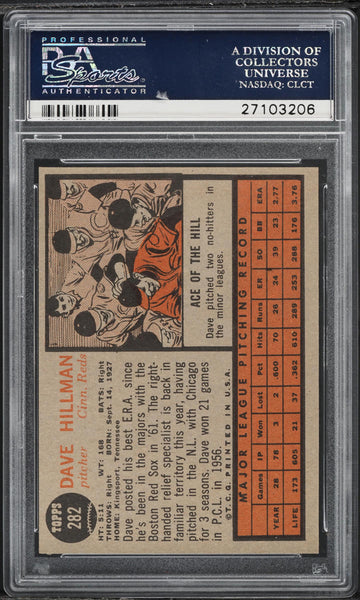 PROFESSIONAL
PSA
Sports
AUTHENTICATOR
A DIVISION OF
COLLECTORS
UNIVERSE
NASDAQ: CLCT
27103206
TOPPS
282
DAVE HILLMAN
pitcher Cinn. Reds
HT: 5:11 WT: 168 BATS: Right
THROWS: Right BORN: Sept. 14, 1927
HOME: Kingsport, Tennessee
Dave posted his best E.R.A. since
he's been in the majors with the
Boston Red Sox in '61. The right-
handed relief specialist is back in
familiar territory this year, having
pitched in the N.L. with Chicago
for 3 seasons. Dave won 21 games
in P.C.L. in 1956.
©T.C.G. PRINTED IN U.S.A.
ACE OF THE HILL
Dave pitched two no-hitters in
the minor leagues.
MAJOR LEAGUE PITCHING RECORD
Games IP Won Lost Pct Hits Runs ER SO BB ERA
YEAR 28 78 3 2 .600 70 26 24 39 23 2.77
LIFE 173 605 21 37 .362 610 289 253 288 176 3.76